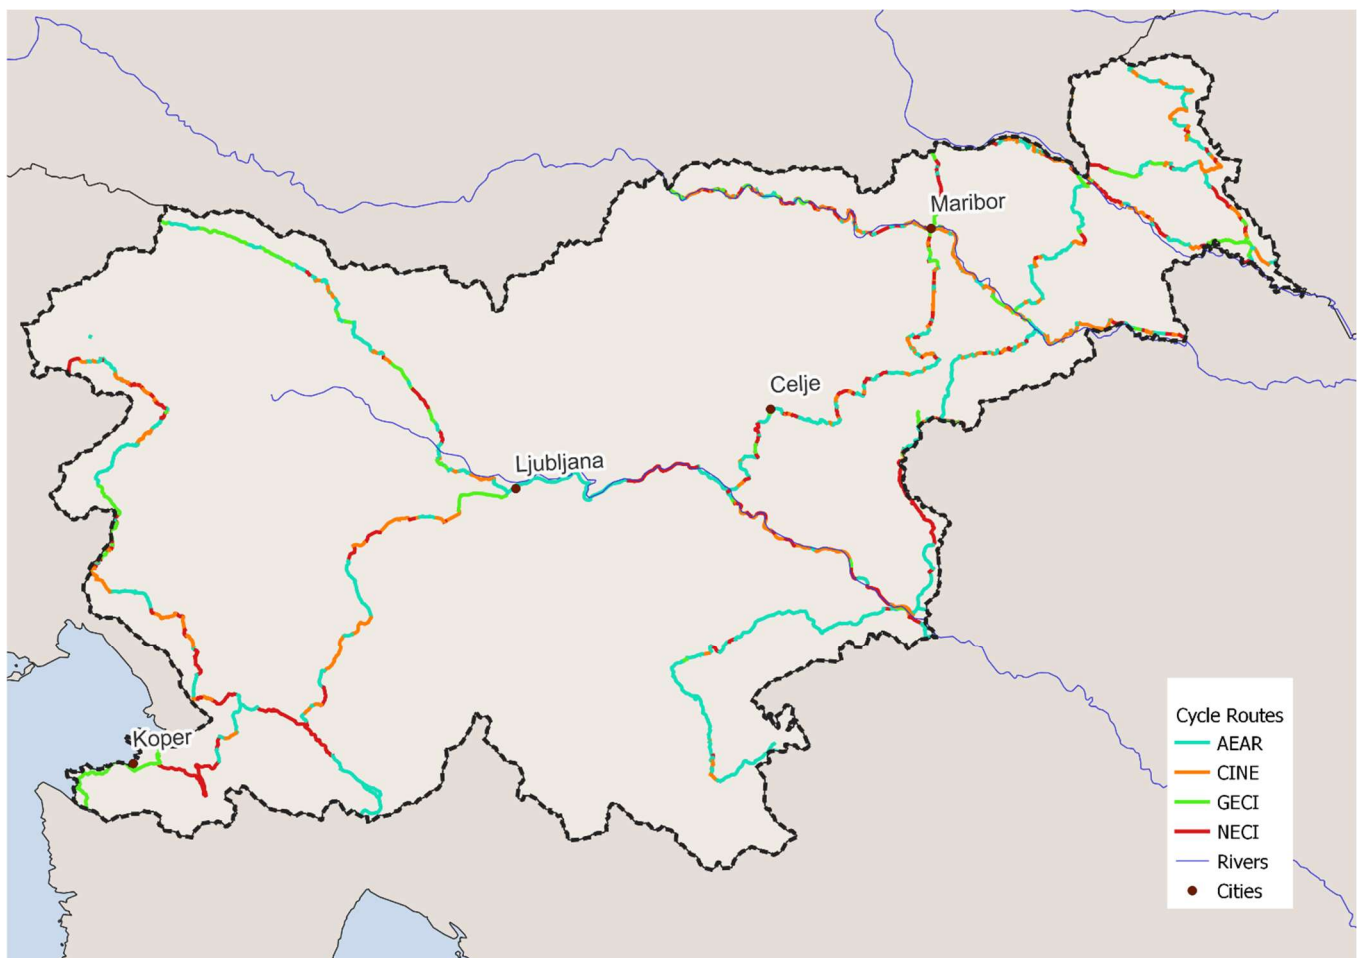 Maribor
Celje
Ljubljana
Koper
Cycle Routes
AEAR
CINE
GECI
NECI
Rivers
Cities